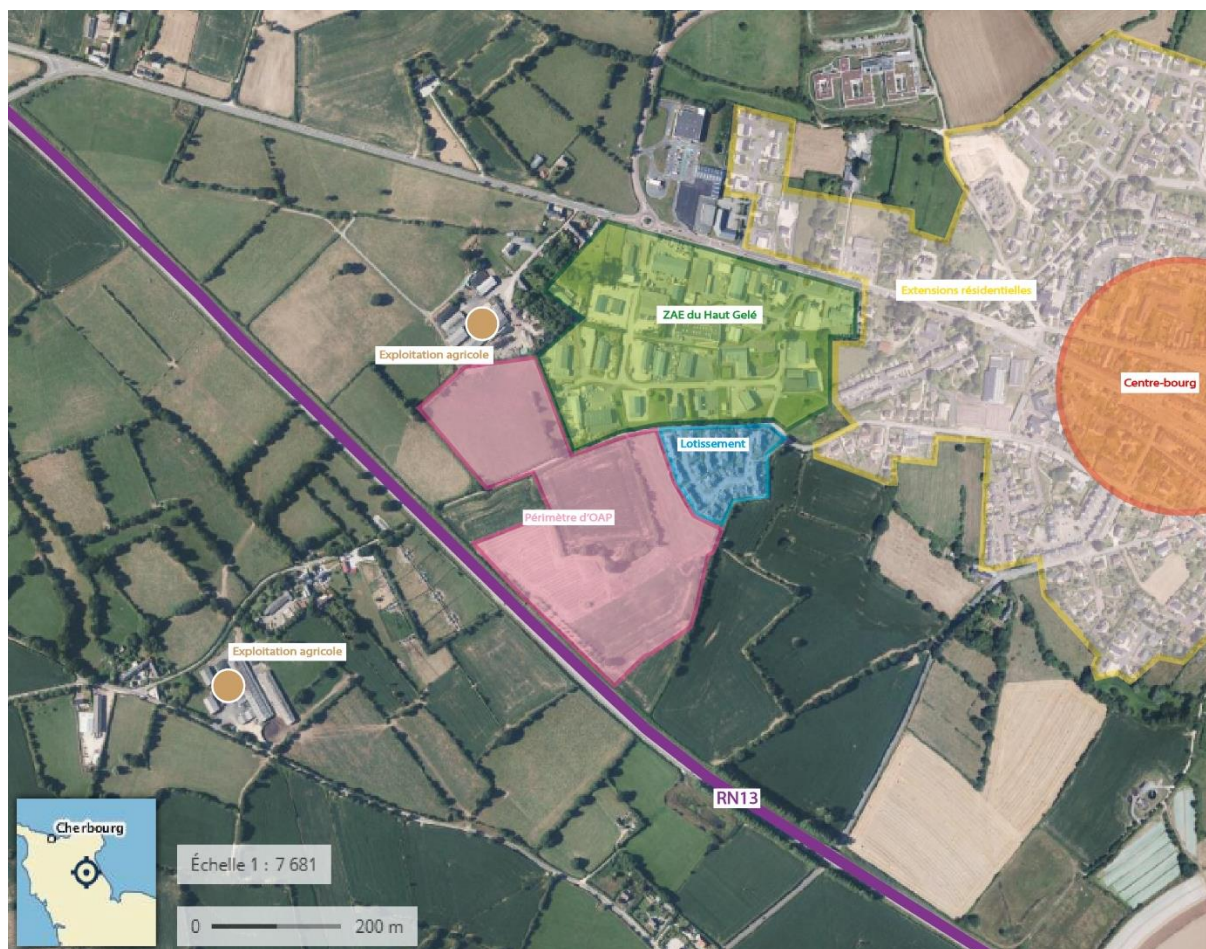 Extensions résidentielles
ZAE du Haut Gelé
Exploitation agricole
Centre-bourg
Lotissement
Périmètre d'OAP
Exploitation agricole
RN13
Cherbourg
Échelle 1 : 7 681
0 200 m